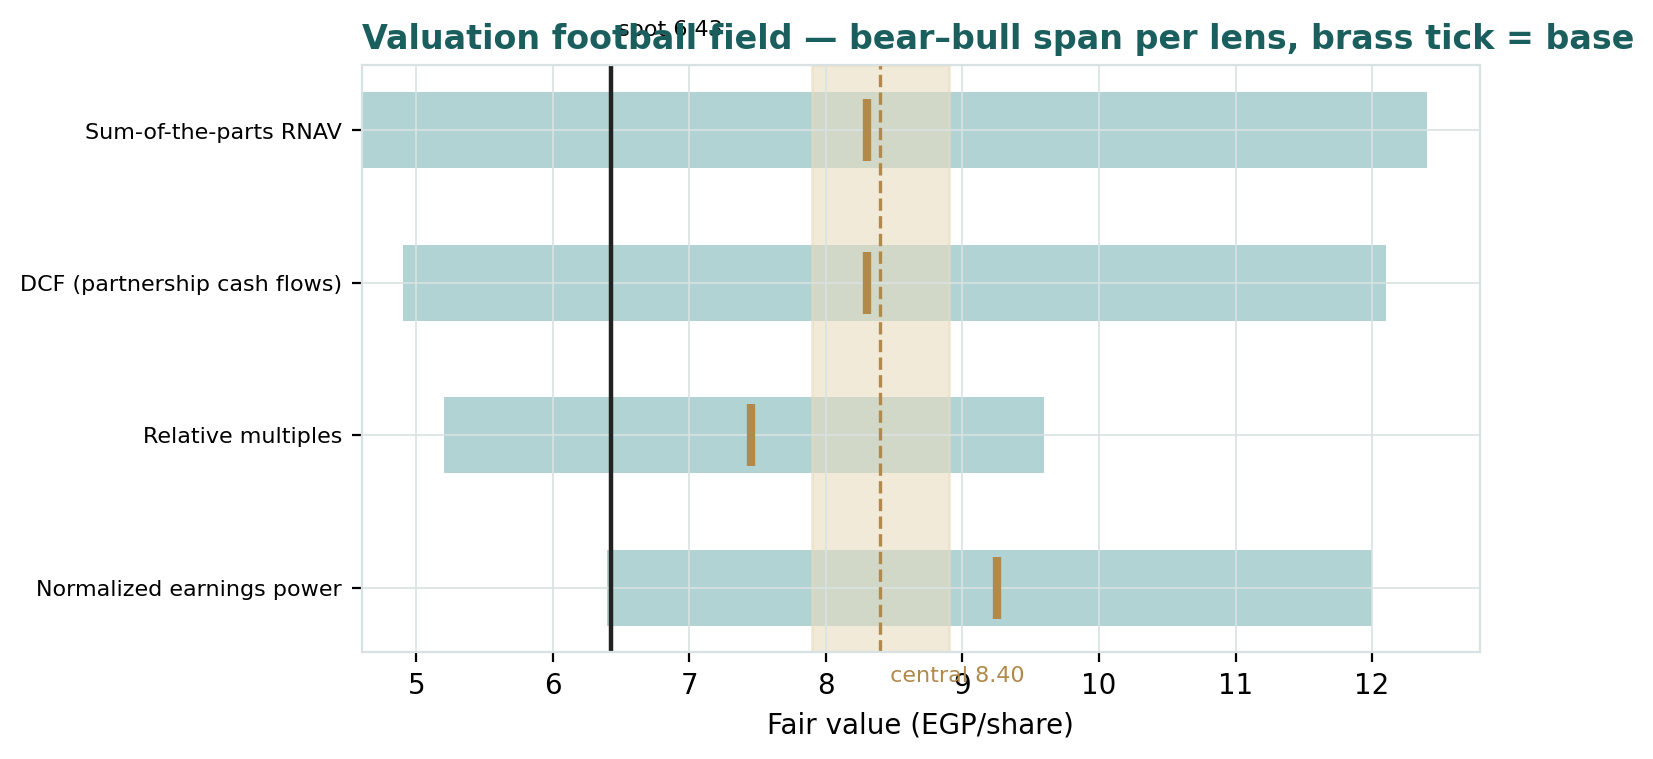 spot 6.43
Valuation football field — bear–bull span per lens, brass tick = base
Sum-of-the-parts RNAV
DCF (partnership cash flows)
Relative multiples
Normalized earnings power
central 8.40
5 6 7 8 9 10 11 12
Fair value (EGP/share)